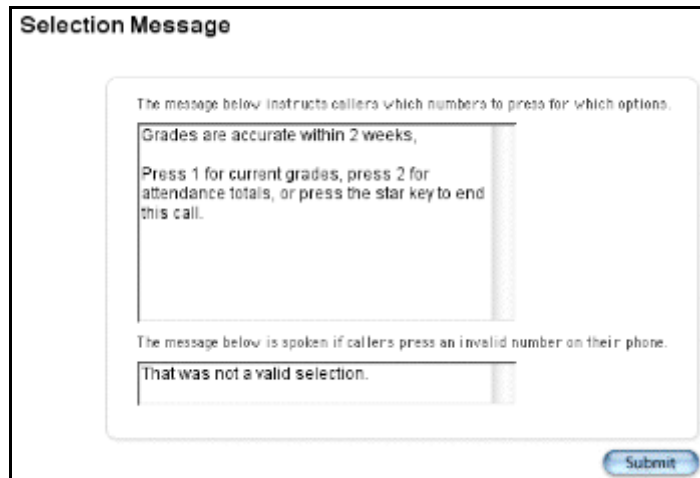 Selection Message
The message below instructs callers which numbers to press for which options.
Grades are accurate within 2 weeks,
Press 1 for current grades, press 2 for
attendance totals, or press the star key to end
this call.
The message below is spoken if callers press an invalid number on their phone.
That was not a valid selection.
Submit